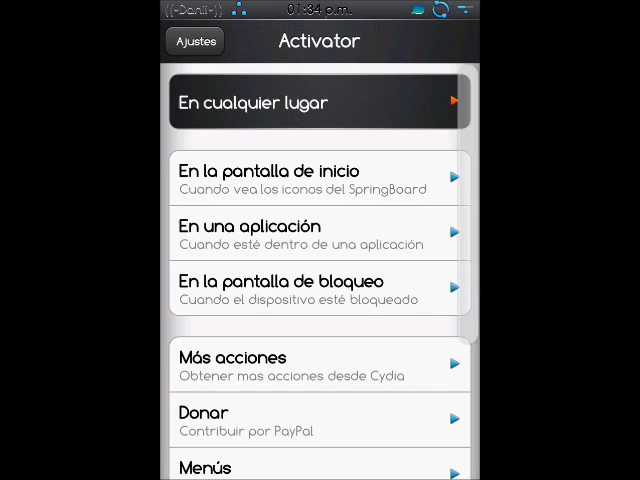 ((-Danii-))
01:34 p.m.
Ajustes
Activator
En cualquier lugar
En la pantalla de inicio
Cuando vea los iconos del SpringBoard
En una aplicación
Cuando esté dentro de una aplicación
En la pantalla de bloqueo
Cuando el dispositivo esté bloqueado
Más acciones
Obtener mas acciones desde Cydia
Donar
Contribuir por PayPal
Menús